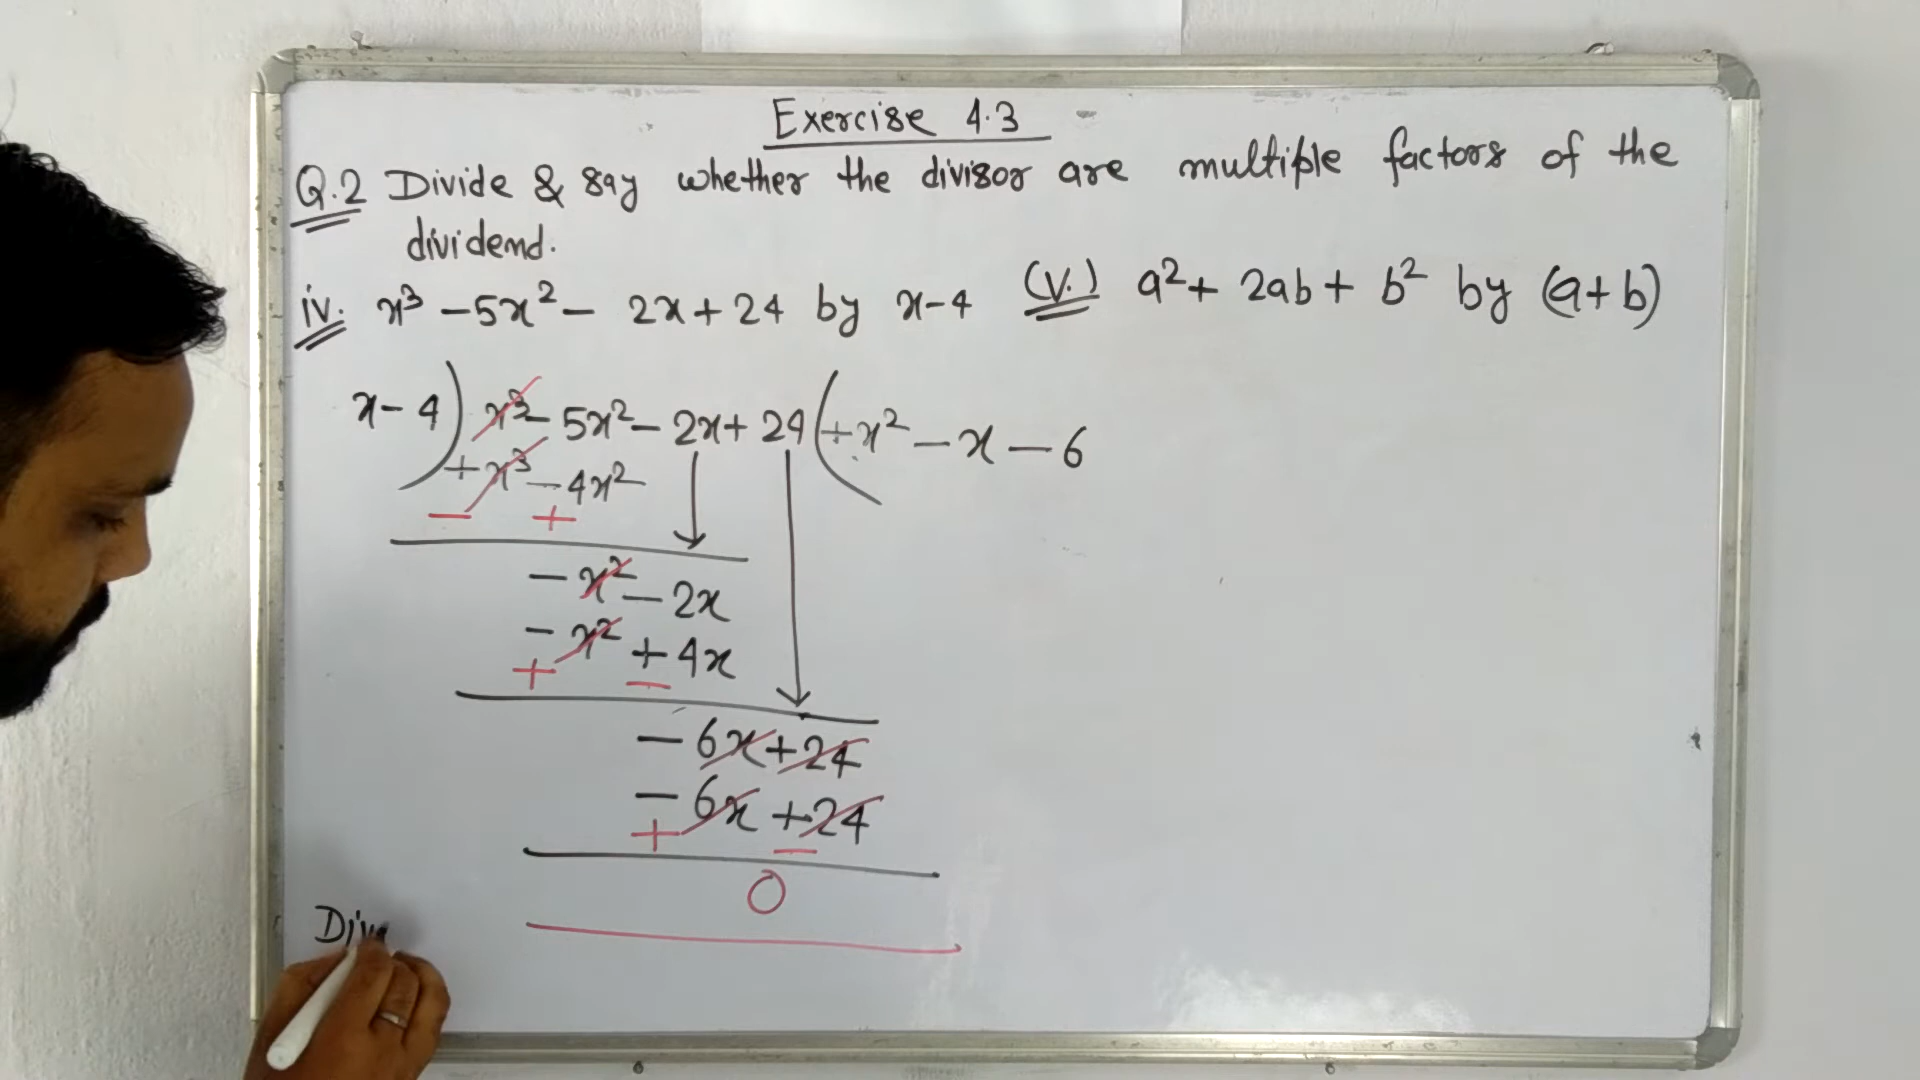 Exercise 4.3
Q.2 Divide & say whether the divisor are multiple factors of the
dividend.
iv. x³ - 5x² - 2x + 24 by x - 4
(V.) a² + 2ab + b² by (a + b)
x - 4 ) x³ - 5x² - 2x + 24 ( + x² - x - 6
+ x³ - 4x²
- +
- x² - 2x
- x² + 4x
+ -
- 6x + 24
- 6x + 24
+ -
0